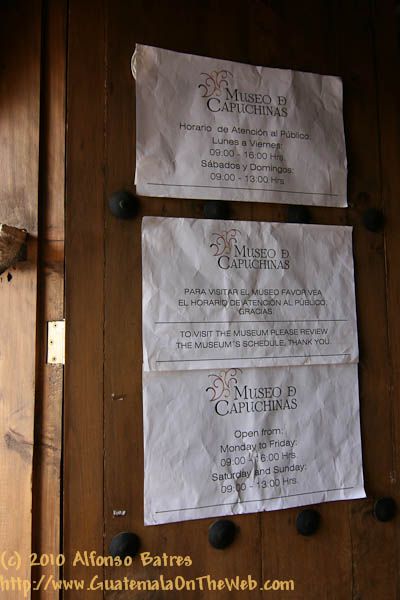 MUSEO D
CAPUCHINAS
Horario de Atención al Público:
Lunes a Viernes:
09:00 - 16:00 Hrs.
Sábados y Domingos:
09:00 - 13:00 Hrs.
MUSEO D
CAPUCHINAS
PARA VISITAR EL MUSEO FAVOR VEA
EL HORARIO DE ATENCIÓN AL PÚBLICO,
GRACIAS.
TO VISIT THE MUSEUM PLEASE REVIEW
THE MUSEUM'S SCHEDULE, THANK YOU.
MUSEO D
CAPUCHINAS
Open from:
Monday to Friday:
09:00 - 16:00 Hrs.
Saturday and Sunday:
09:00 - 13:00 Hrs.
(c) 2010 Alfonso Batres
http://www.GuatemalaOnTheWeb.com